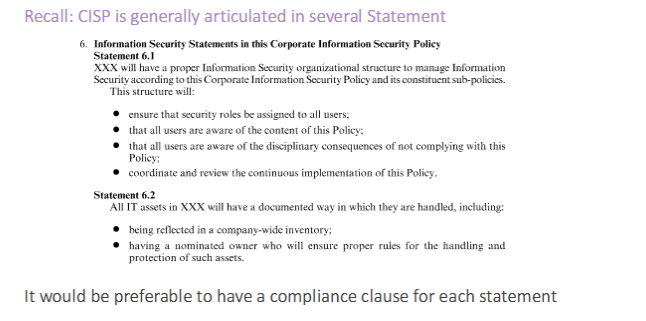 Recall: CISP is generally articulated in several Statement
6. Information Security Statements in this Corporate Information Security Policy
Statement 6.1
XXX will have a proper Information Security organizational structure to manage Information
Security according to this Corporate Information Security Policy and its constituent sub-policies.
This structure will:
● ensure that security roles be assigned to all users;
● that all users are aware of the content of this Policy;
● that all users are aware of the disciplinary consequences of not complying with this
Policy;
● coordinate and review the continuous implementation of this Policy.
Statement 6.2
All IT assets in XXX will have a documented way in which they are handled, including:
● being reflected in a company-wide inventory;
● having a nominated owner who will ensure proper rules for the handling and
protection of such assets.
It would be preferable to have a compliance clause for each statement